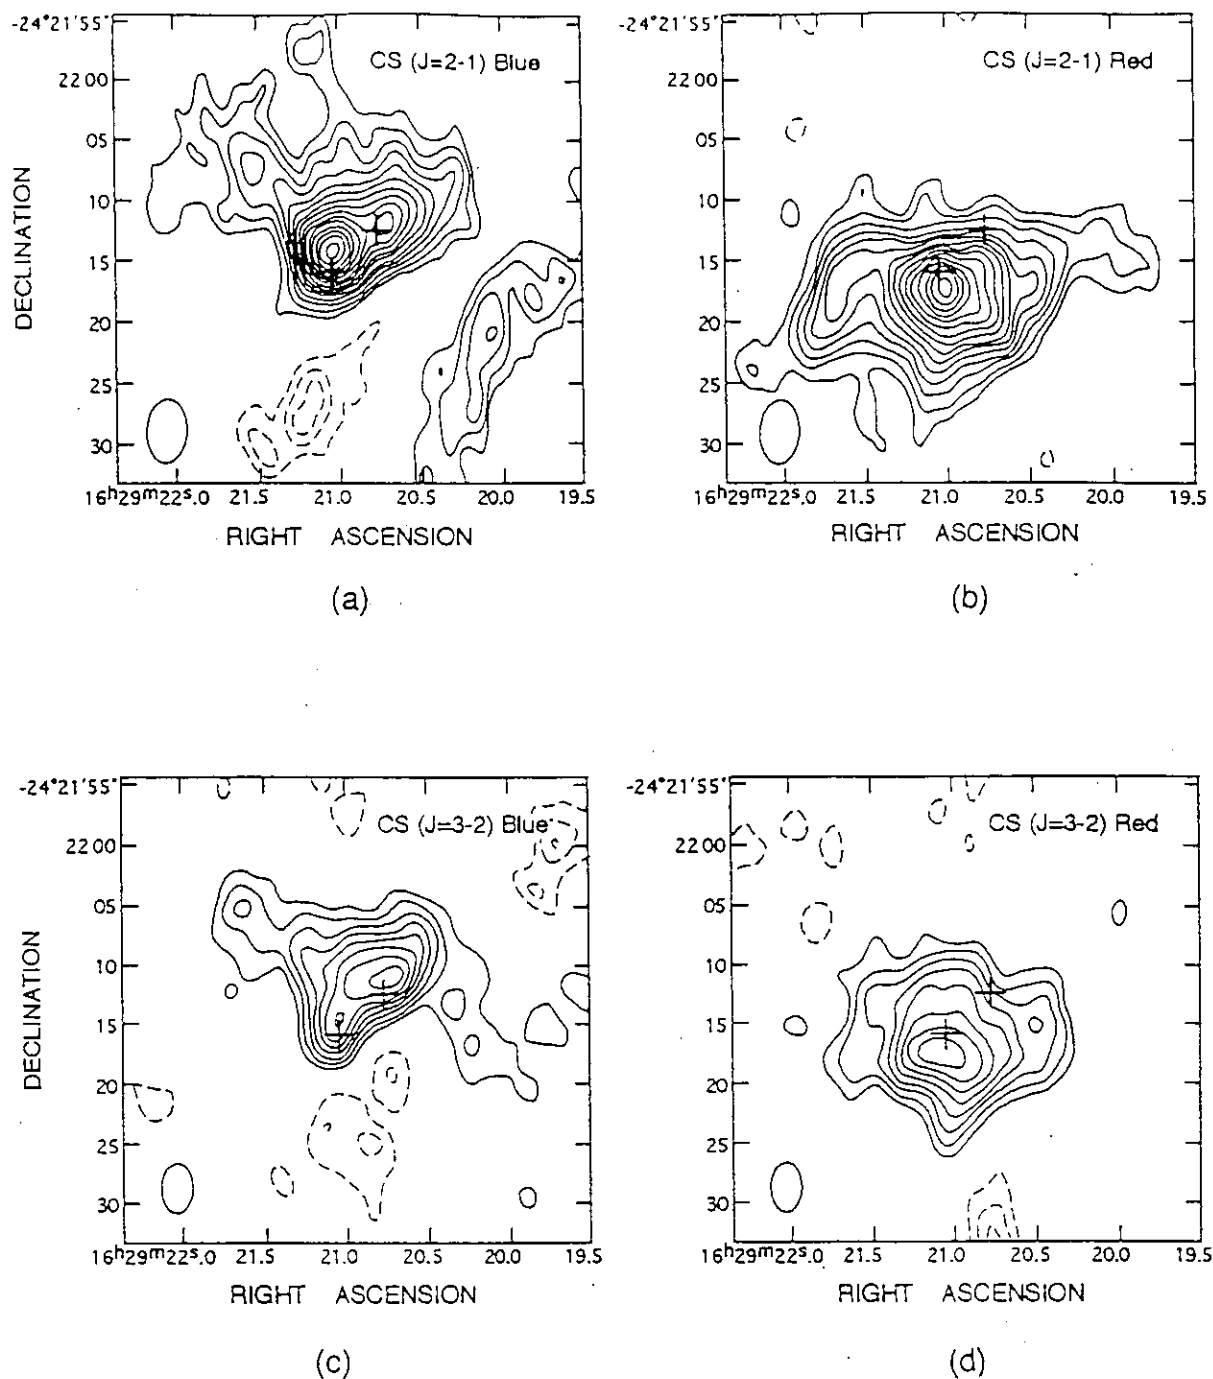 -24°21'55"
CS (J=2-1) Blue
22 00
05
10
15
20
25
30
DECLINATION
16h29m22s.0 21.5 21.0 20.5 20.0 19.5
RIGHT ASCENSION
(a)
-24°21'55"
CS (J=2-1) Red
22 00
05
10
15
20
25
30
16h29m22s.0 21.5 21.0 20.5 20.0 19.5
RIGHT ASCENSION
(b)
-24°21'55"
CS (J=3-2) Blue
22 00
05
10
15
20
25
30
DECLINATION
16h29m22s.0 21.5 21.0 20.5 20.0 19.5
RIGHT ASCENSION
(c)
-24°21'55"
CS (J=3-2) Red
22 00
05
10
15
20
25
30
16h29m22s.0 21.5 21.0 20.5 20.0 19.5
RIGHT ASCENSION
(d)